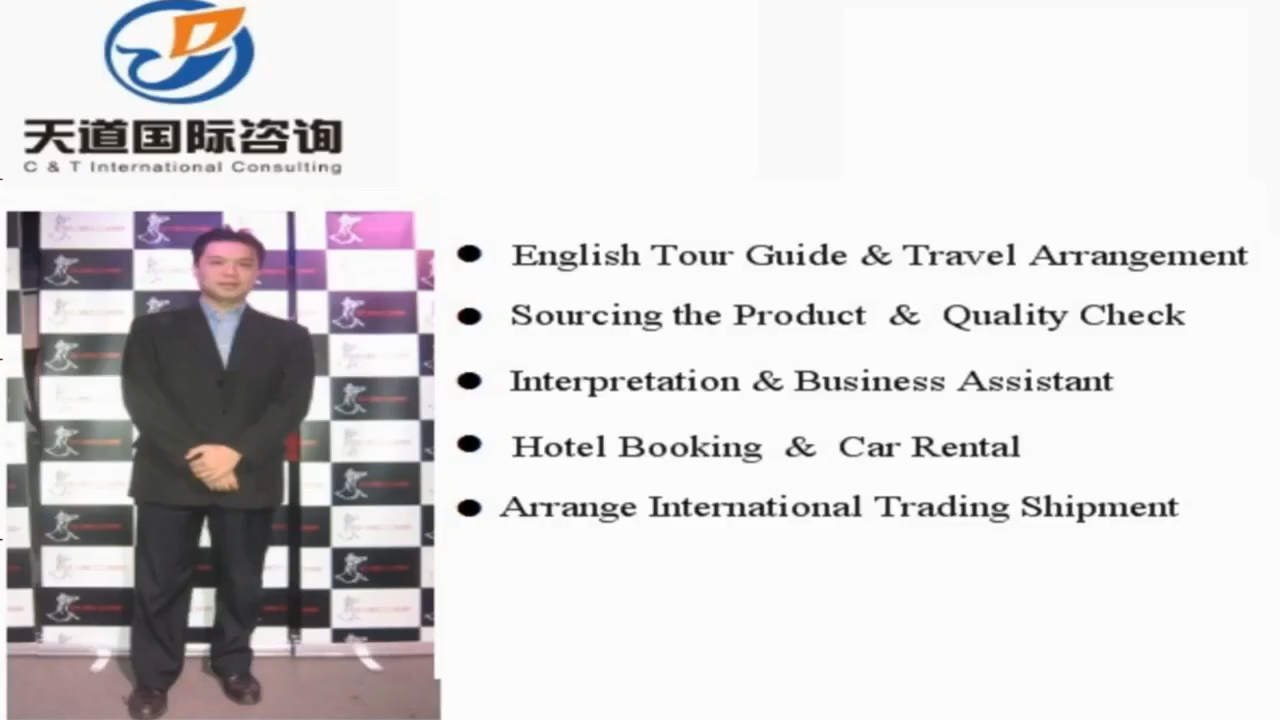 天道国际咨询
C & T International Consulting
English Tour Guide & Travel Arrangement
Sourcing the Product & Quality Check
Interpretation & Business Assistant
Hotel Booking & Car Rental
Arrange International Trading Shipment